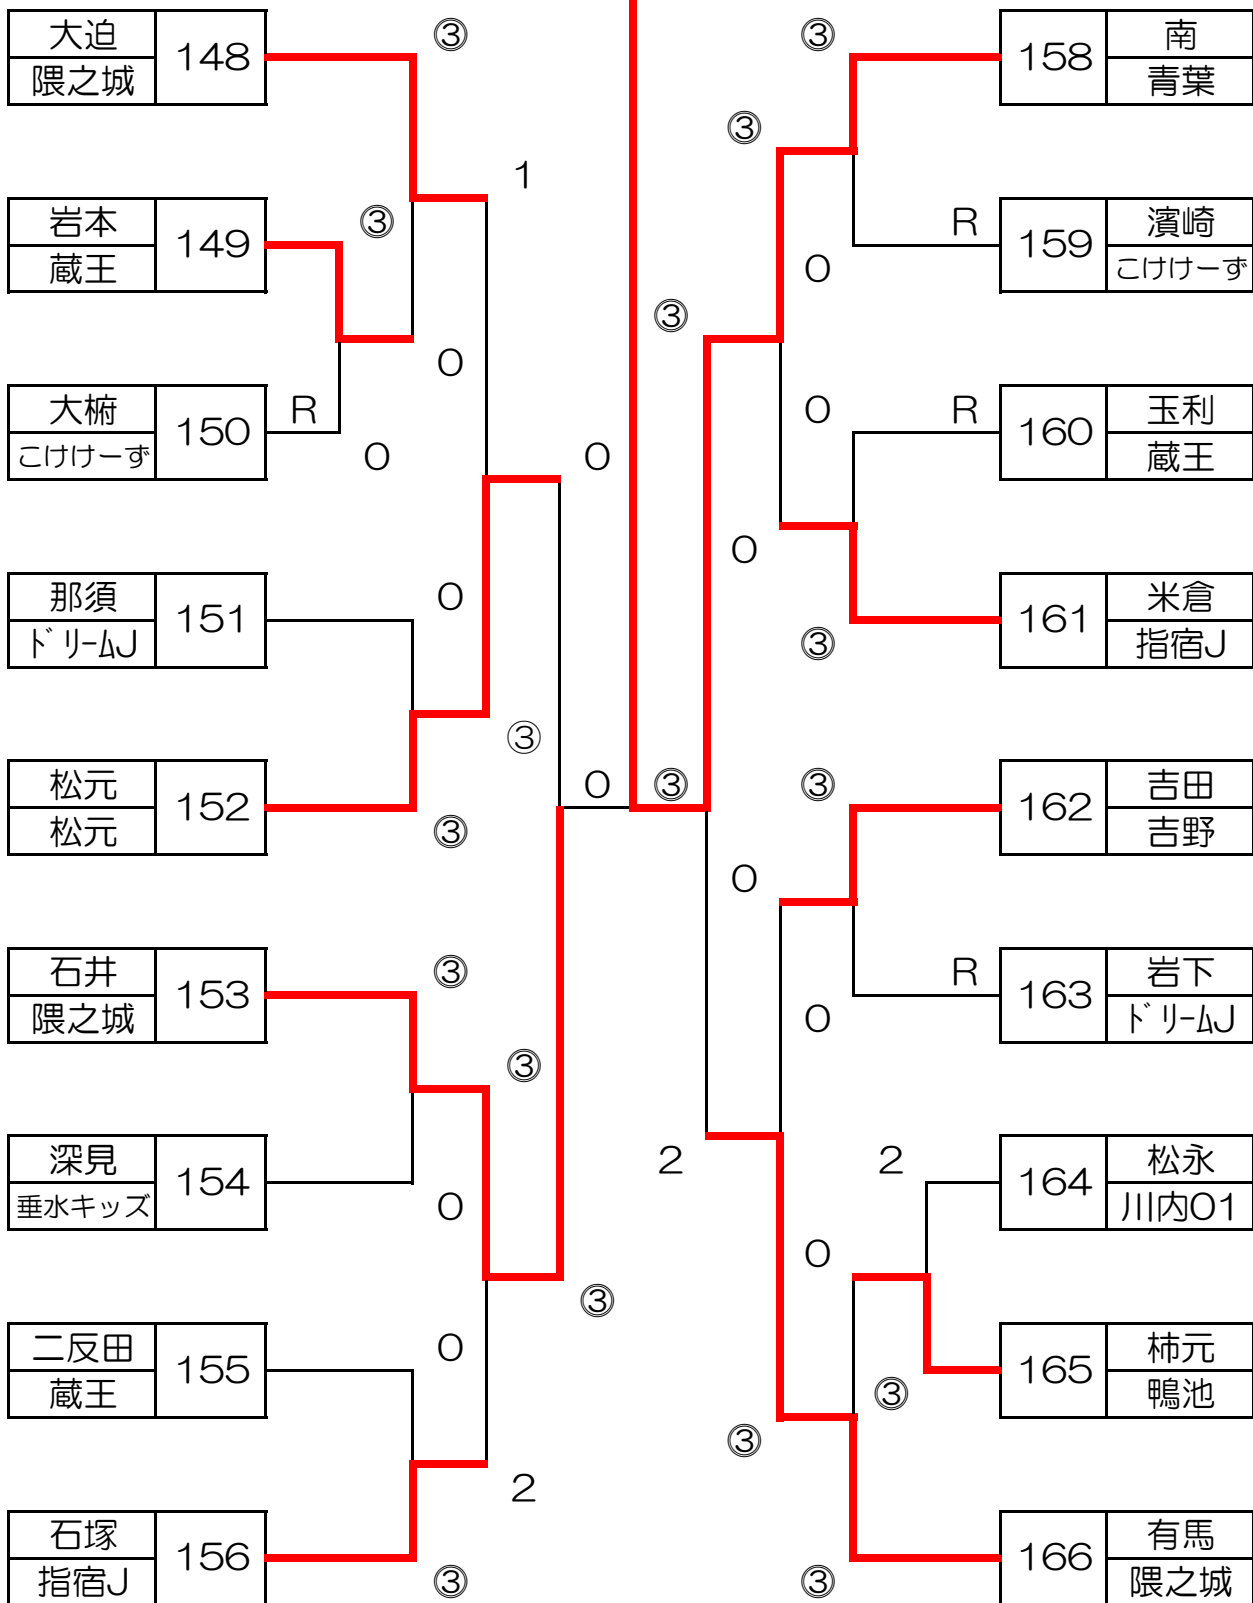 大迫
148
隈之城
③
1
岩本
149
蔵王
③
0
大櫛
150
こけけーず
R
0
0
那須
151
ドリームJ
0
③
松元
152
松元
③
0
石井
153
隈之城
③
③
深見
154
垂水キッズ
0
③
二反田
155
蔵王
0
2
石塚
156
指宿J
③
③
158
南
青葉
③
R
159
濱崎
こけけーず
0
③
0
R
160
玉利
蔵王
0
③
161
米倉
指宿J
③
③
162
吉田
吉野
0
R
163
岩下
ドリームJ
0
2
2
164
松永
川内01
0
③
165
柿元
鴨池
③
③
166
有馬
隈之城